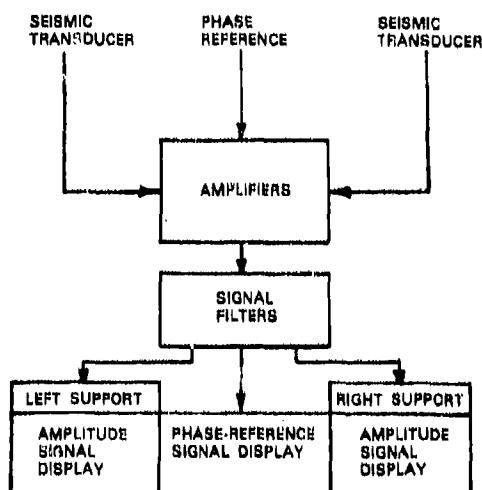 SEISMIC
TRANSDUCER
PHASE
REFERENCE
SEISMIC
TRANSDUCER
AMPLIFIERS
SIGNAL
FILTERS
LEFT SUPPORT
AMPLITUDE
SIGNAL
DISPLAY
PHASE-REFERENCE
SIGNAL DISPLAY
RIGHT SUPPORT
AMPLITUDE
SIGNAL
DISPLAY